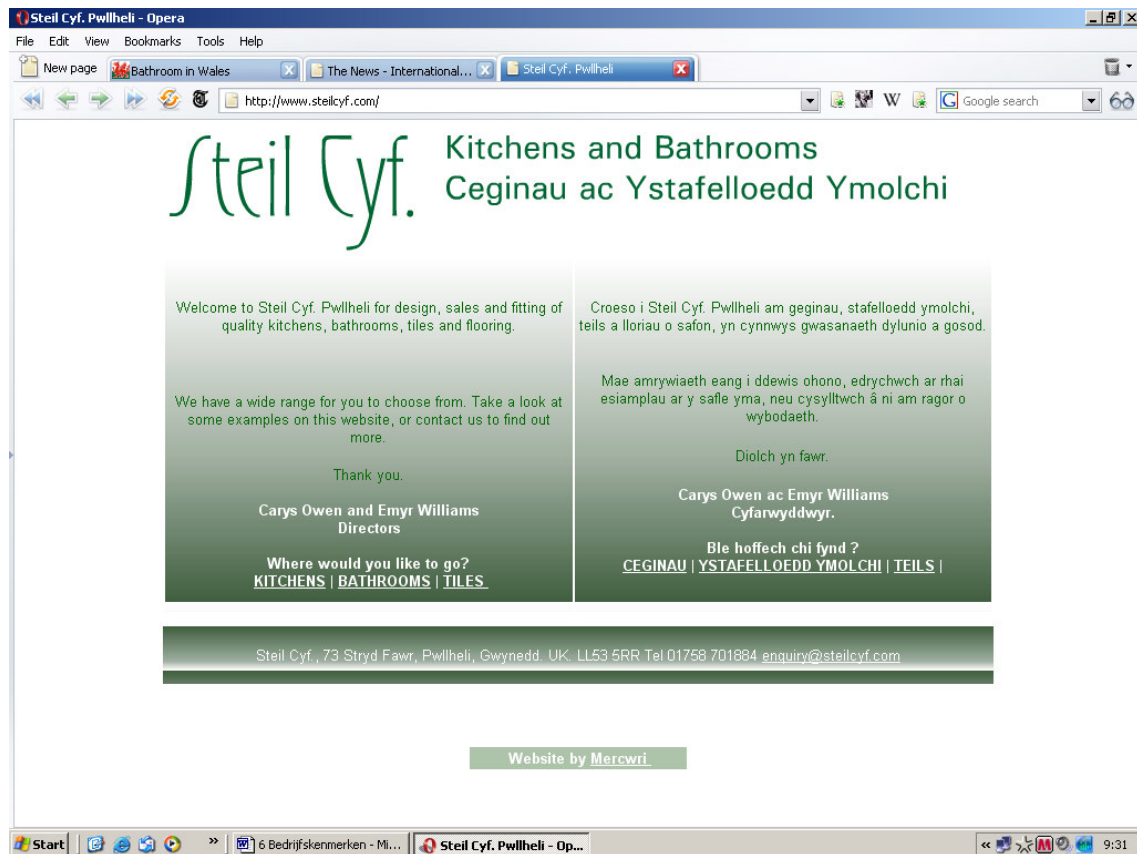 Steil Cyf. Pwllheli - Opera
File Edit View Bookmarks Tools Help
New page Bathroom in Wales The News - International... Steil Cyf. Pwllheli
http://www.steilcyf.com/ W G Google search
Steil Cyf.
Kitchens and Bathrooms
Ceginau ac Ystafelloedd Ymolchi
Welcome to Steil Cyf. Pwllheli for design, sales and fitting of
quality kitchens, bathrooms, tiles and flooring.
We have a wide range for you to choose from. Take a look at
some examples on this website, or contact us to find out
more.
Thank you.
Carys Owen and Emyr Williams
Directors
Where would you like to go?
KITCHENS | BATHROOMS | TILES
Croeso i Steil Cyf. Pwllheli am geginau, stafelloedd ymolchi,
teils a lloriau o safon, yn cynnwys gwasanaeth dylunio a gosod.
Mae amrywiaeth eang i ddewis ohono, edrychwch ar rhai
esiamplau ar y safle yma, neu cysylltwch â ni am ragor o
wybodaeth.
Diolch yn fawr.
Carys Owen ac Emyr Williams
Cyfarwyddwyr.
Ble hoffech chi fynd ?
CEGINAU | YSTAFELLOEDD YMOLCHI | TEILS |
Steil Cyf., 73 Stryd Fawr, Pwllheli, Gwynedd. UK. LL53 5RR Tel 01758 701884 enquiry@steilcyf.com
Website by Mercwri
Start » 6 Bedrijfskenmerken - Mi... Steil Cyf. Pwllheli - Op... « M 9:31